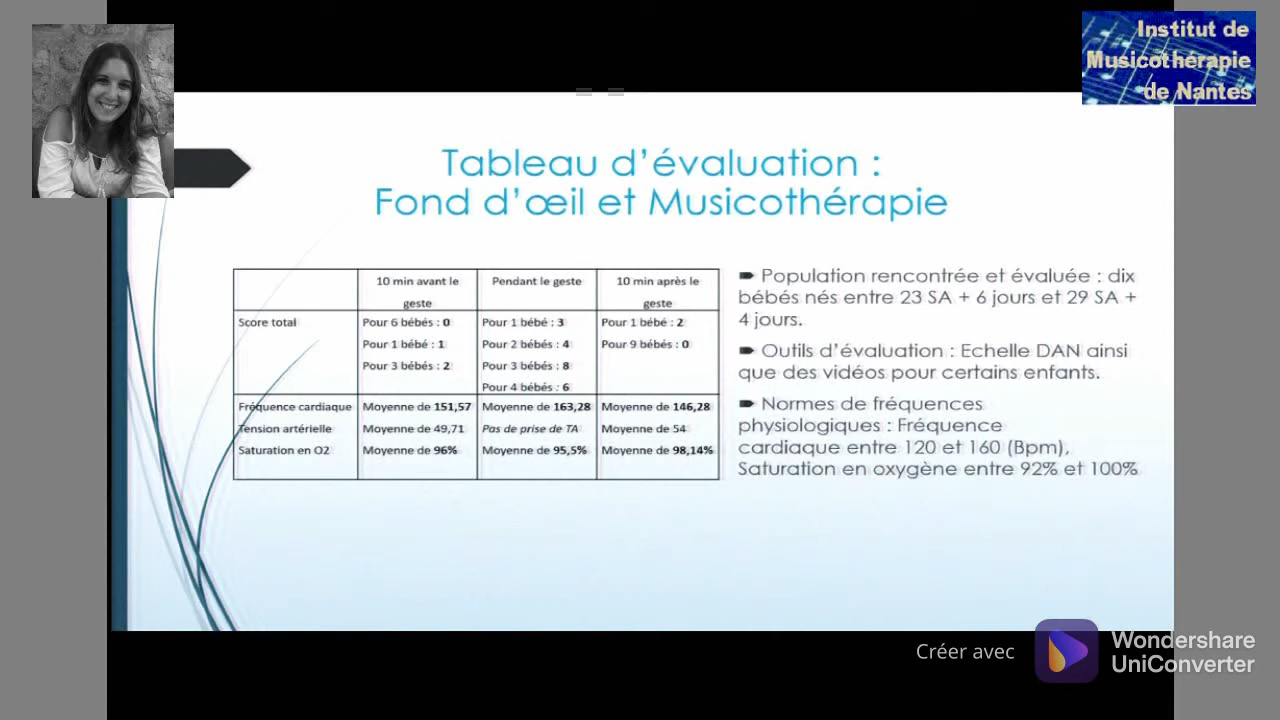 Institut de
Musicothérapie
de Nantes
Tableau d’évaluation :
Fond d’œil et Musicothérapie
10 min avant le geste
Pendant le geste
10 min après le geste
Score total
Pour 6 bébés : 0
Pour 1 bébé : 1
Pour 3 bébés : 2
Pour 1 bébé : 3
Pour 2 bébés : 4
Pour 3 bébés : 8
Pour 4 bébés : 6
Pour 1 bébé : 2
Pour 9 bébés : 0
Fréquence cardiaque
Moyenne de 151,57
Moyenne de 163,28
Moyenne de 146,28
Tension artérielle
Moyenne de 49,71
Pas de prise de TA
Moyenne de 54
Saturation en O2
Moyenne de 96%
Moyenne de 95,5%
Moyenne de 98,14%
Population rencontrée et évaluée : dix
bébés nés entre 23 SA + 6 jours et 29 SA +
4 jours.
Outils d’évaluation : Echelle DAN ainsi
que des vidéos pour certains enfants.
Normes de fréquences
physiologiques : Fréquence
cardiaque entre 120 et 160 (Bpm),
Saturation en oxygène entre 92% et 100%
Créer avec
Wondershare
UniConverter